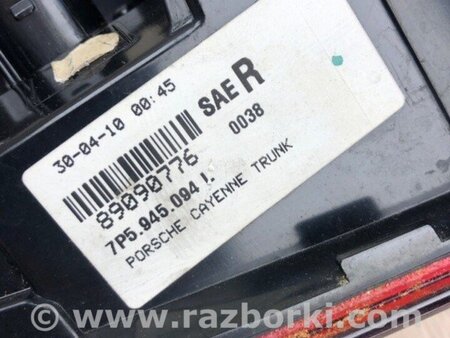 30-04-10 00:45
SAE R
0038
89090776
7P5.945.094 L
PORSCHE CAYENNE TRUNK
www.razborki.com